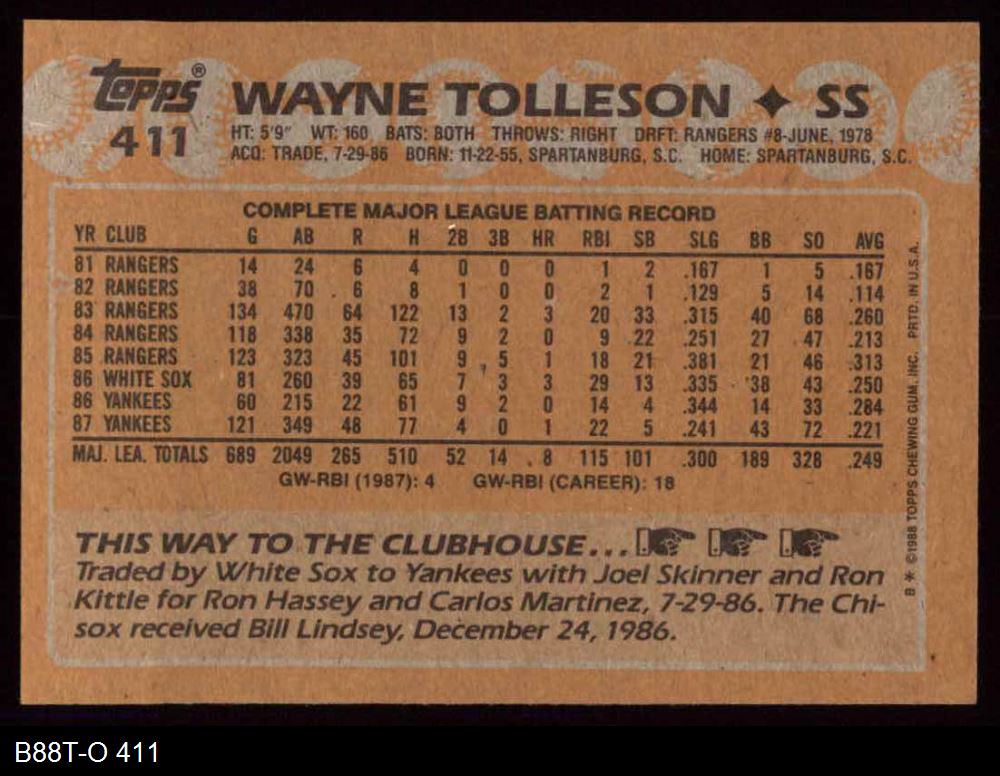 Topps® WAYNE TOLLESON ✦ SS
411 HT: 5'9" WT: 160 BATS: BOTH THROWS: RIGHT DRFT: RANGERS #8-JUNE, 1978
ACQ: TRADE, 7-29-86 BORN: 11-22-55, SPARTANBURG, S.C. HOME: SPARTANBURG, S.C.
COMPLETE MAJOR LEAGUE BATTING RECORD
YR CLUB G AB R H 2B 3B HR RBI SB SLG BB SO AVG
81 RANGERS 14 24 6 4 0 0 0 1 2 .167 1 5 .167
82 RANGERS 38 70 6 8 1 0 0 2 1 .129 5 14 .114
83 RANGERS 134 470 64 122 13 2 3 20 33 .315 40 68 .260
84 RANGERS 118 338 35 72 9 2 0 9 22 .251 27 47 .213
85 RANGERS 123 323 45 101 9 5 1 18 21 .381 21 46 .313
86 WHITE SOX 81 260 39 65 7 3 3 29 13 .335 38 43 .250
86 YANKEES 60 215 22 61 9 2 0 14 4 .344 14 33 .284
87 YANKEES 121 349 48 77 4 0 1 22 5 .241 43 72 .221
MAJ. LEA. TOTALS 689 2049 265 510 52 14 8 115 101 .300 189 328 .249
GW-RBI (1987): 4 GW-RBI (CAREER): 18
THIS WAY TO THE CLUBHOUSE...
Traded by White Sox to Yankees with Joel Skinner and Ron
Kittle for Ron Hassey and Carlos Martinez, 7-29-86. The Chi-
sox received Bill Lindsey, December 24, 1986.
B * ©1988 TOPPS CHEWING GUM, INC. PRTD. IN U.S.A.
B88T-O 411